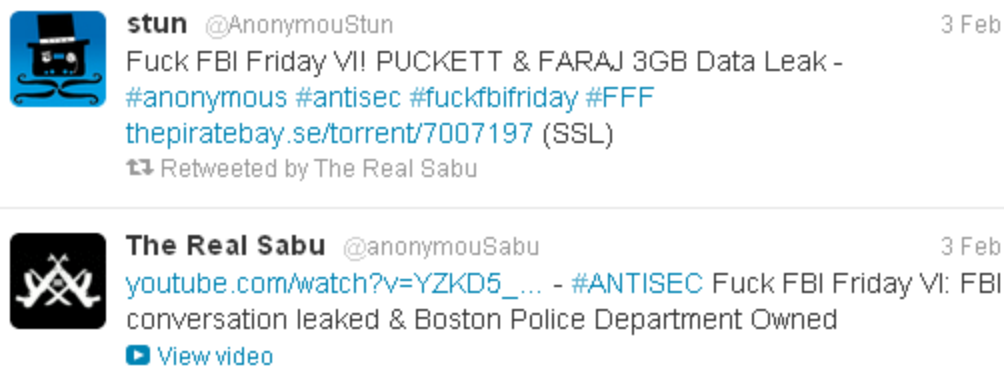 stun @AnonymouStun 3 Feb
Fuck FBI Friday VI! PUCKETT & FARAJ 3GB Data Leak -
#anonymous #antisec #fuckfbifriday #FFF
thepiratebay.se/torrent/7007197 (SSL)
Retweeted by The Real Sabu
The Real Sabu @anonymouSabu 3 Feb
youtube.com/watch?v=YZKD5_... - #ANTISEC Fuck FBI Friday VI: FBI
conversation leaked & Boston Police Department Owned
View video